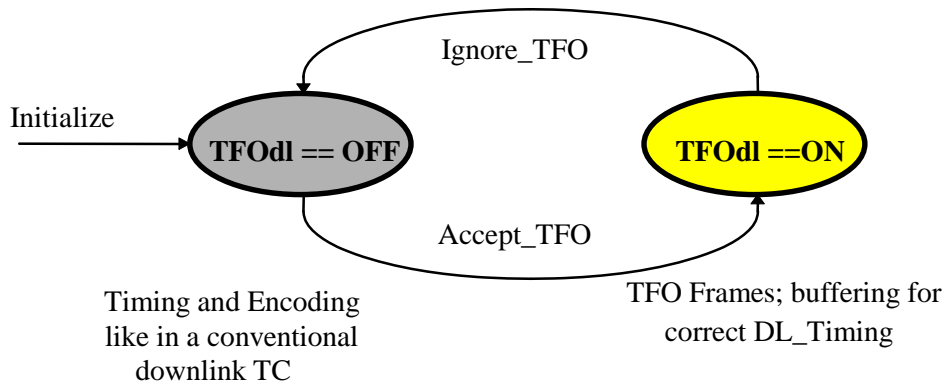 Ignore_TFO
Initialize
TFOdl == OFF
TFOdl ==ON
Accept_TFO
Timing and Encoding
like in a conventional
downlink TC
TFO Frames; buffering for
correct DL_Timing